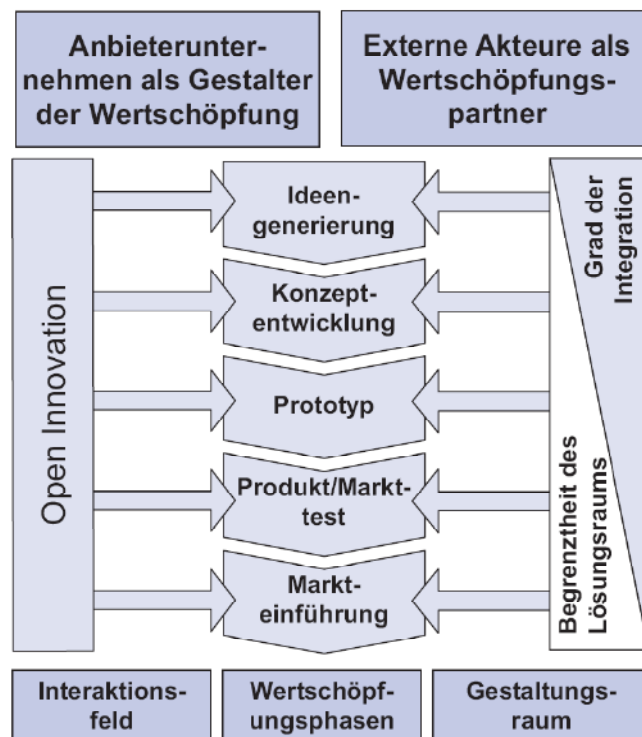 Anbieterunter-
nehmen als Gestalter
der Wertschöpfung
Externe Akteure als
Wertschöpfungs-
partner
Open Innovation
Ideen-
generierung
Konzept-
entwicklung
Prototyp
Produkt/Markt-
test
Markt-
einführung
Grad der
Integration
Begrenztheit des
Lösungsraums
Interaktions-
feld
Wertschöpf-
ungsphasen
Gestaltungs-
raum